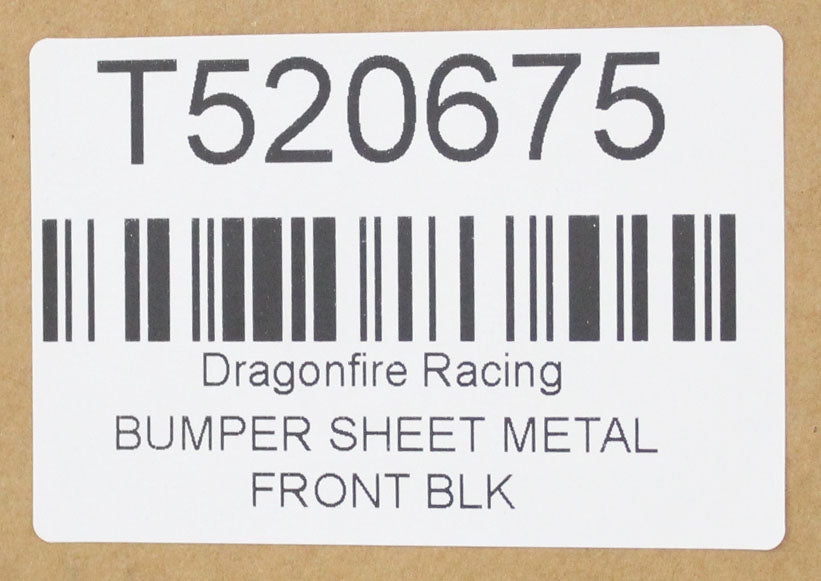 T520675
Dragonfire Racing
BUMPER SHEET METAL
FRONT BLK